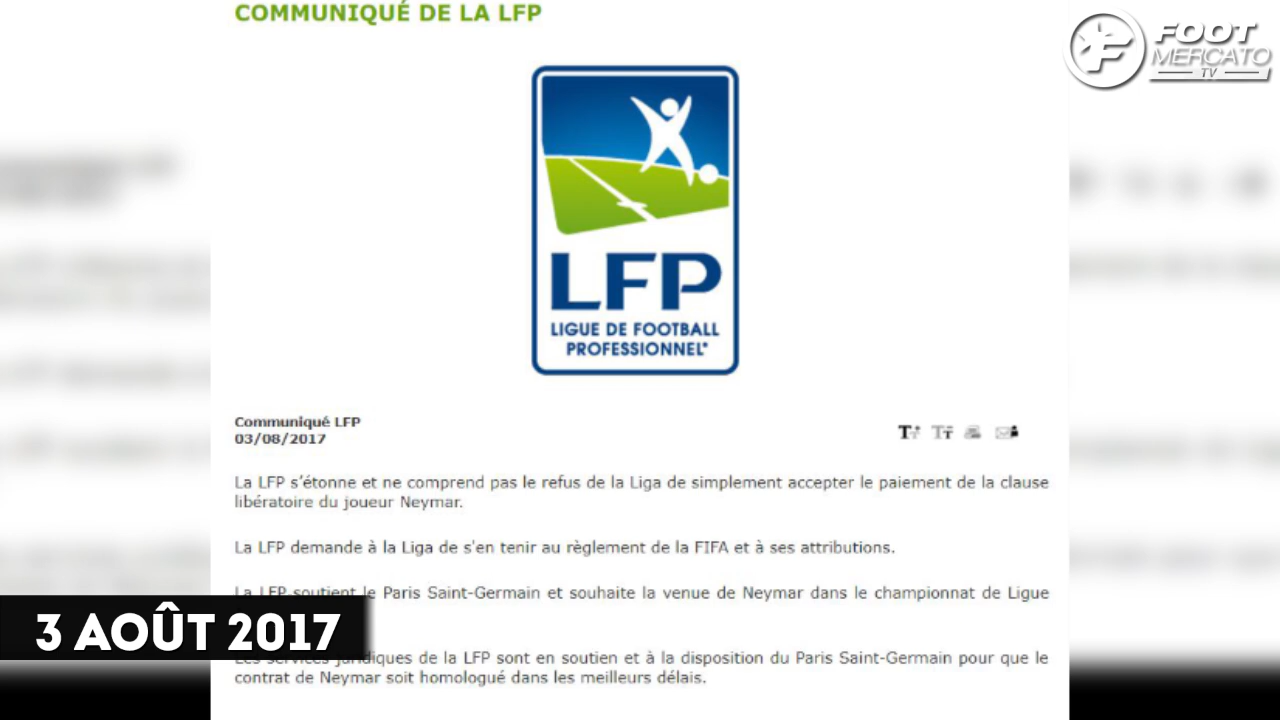 COMMUNIQUÉ DE LA LFP
FOOT
MERCATO
TV
LFP
LIGUE DE FOOTBALL
PROFESSIONNEL*
Communiqué LFP
03/08/2017
La LFP s'étonne et ne comprend pas le refus de la Liga de simplement accepter le paiement de la clause
libératoire du joueur Neymar.
La LFP demande à la Liga de s'en tenir au règlement de la FIFA et à ses attributions.
La LFP soutient le Paris Saint-Germain et souhaite la venue de Neymar dans le championnat de Ligue
3 AOÛT 2017
Les services juridiques de la LFP sont en soutien et à la disposition du Paris Saint-Germain pour que le
contrat de Neymar soit homologué dans les meilleurs délais.